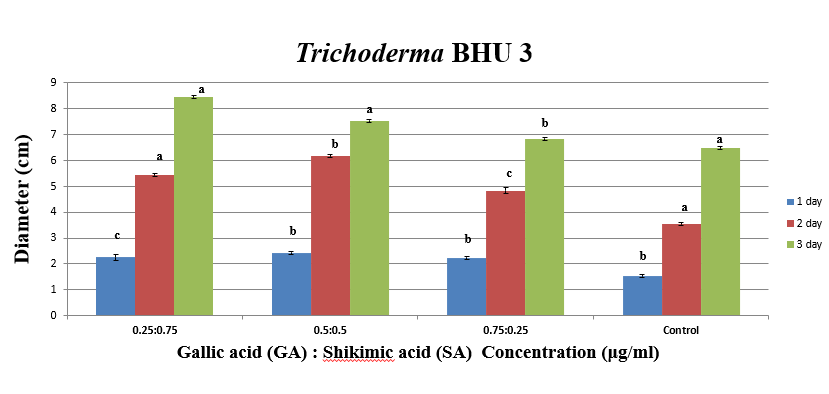 Trichoderma BHU 3
Diameter (cm)
9
8
7
6
5
4
3
2
1
0
c a a
b b a
b c b
b a a
0.25:0.75 0.5:0.5 0.75:0.25 Control
Gallic acid (GA) : Shikimic acid (SA) Concentration (µg/ml)
1 day
2 day
3 day